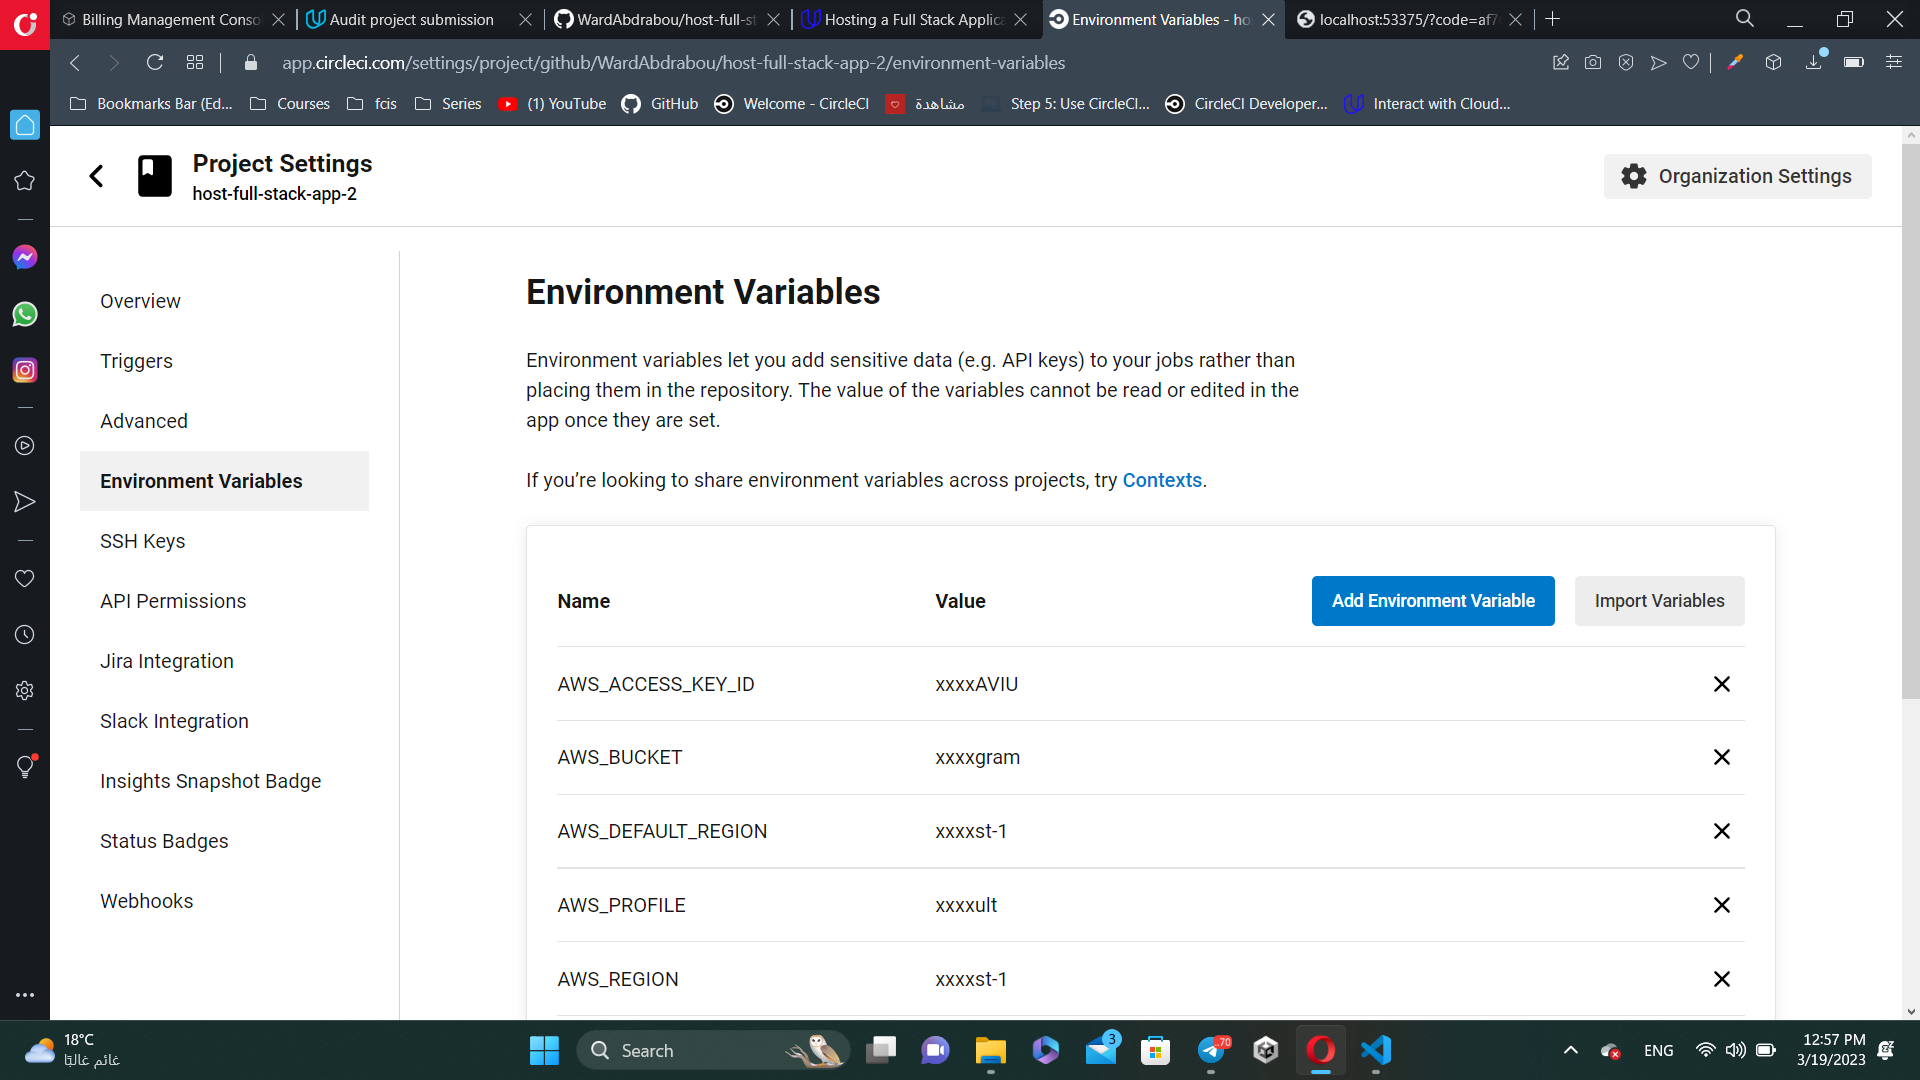 Billing Management Conso
Audit project submission
WardAbdrabou/host-full-st
Hosting a Full Stack Applica
Environment Variables - ho
localhost:53375/?code=af7
app.circleci.com/settings/project/github/WardAbdrabou/host-full-stack-app-2/environment-variables
Bookmarks Bar (Ed...
Courses
fcis
Series
(1) YouTube
GitHub
Welcome - CircleCI
مشاهدة
Step 5: Use CircleCI...
CircleCI Developer...
Interact with Cloud...
Project Settings
host-full-stack-app-2
Organization Settings
Overview
Triggers
Advanced
Environment Variables
SSH Keys
API Permissions
Jira Integration
Slack Integration
Insights Snapshot Badge
Status Badges
Webhooks
Environment Variables
Environment variables let you add sensitive data (e.g. API keys) to your jobs rather than
placing them in the repository. The value of the variables cannot be read or edited in the
app once they are set.
If you’re looking to share environment variables across projects, try Contexts.
Name
Value
Add Environment Variable
Import Variables
AWS_ACCESS_KEY_ID
xxxxAVIU
AWS_BUCKET
xxxxgram
AWS_DEFAULT_REGION
xxxxst-1
AWS_PROFILE
xxxxult
AWS_REGION
xxxxst-1
18°C
غائم غالبًا
Search
3
70
ENG
12:57 PM
3/19/2023